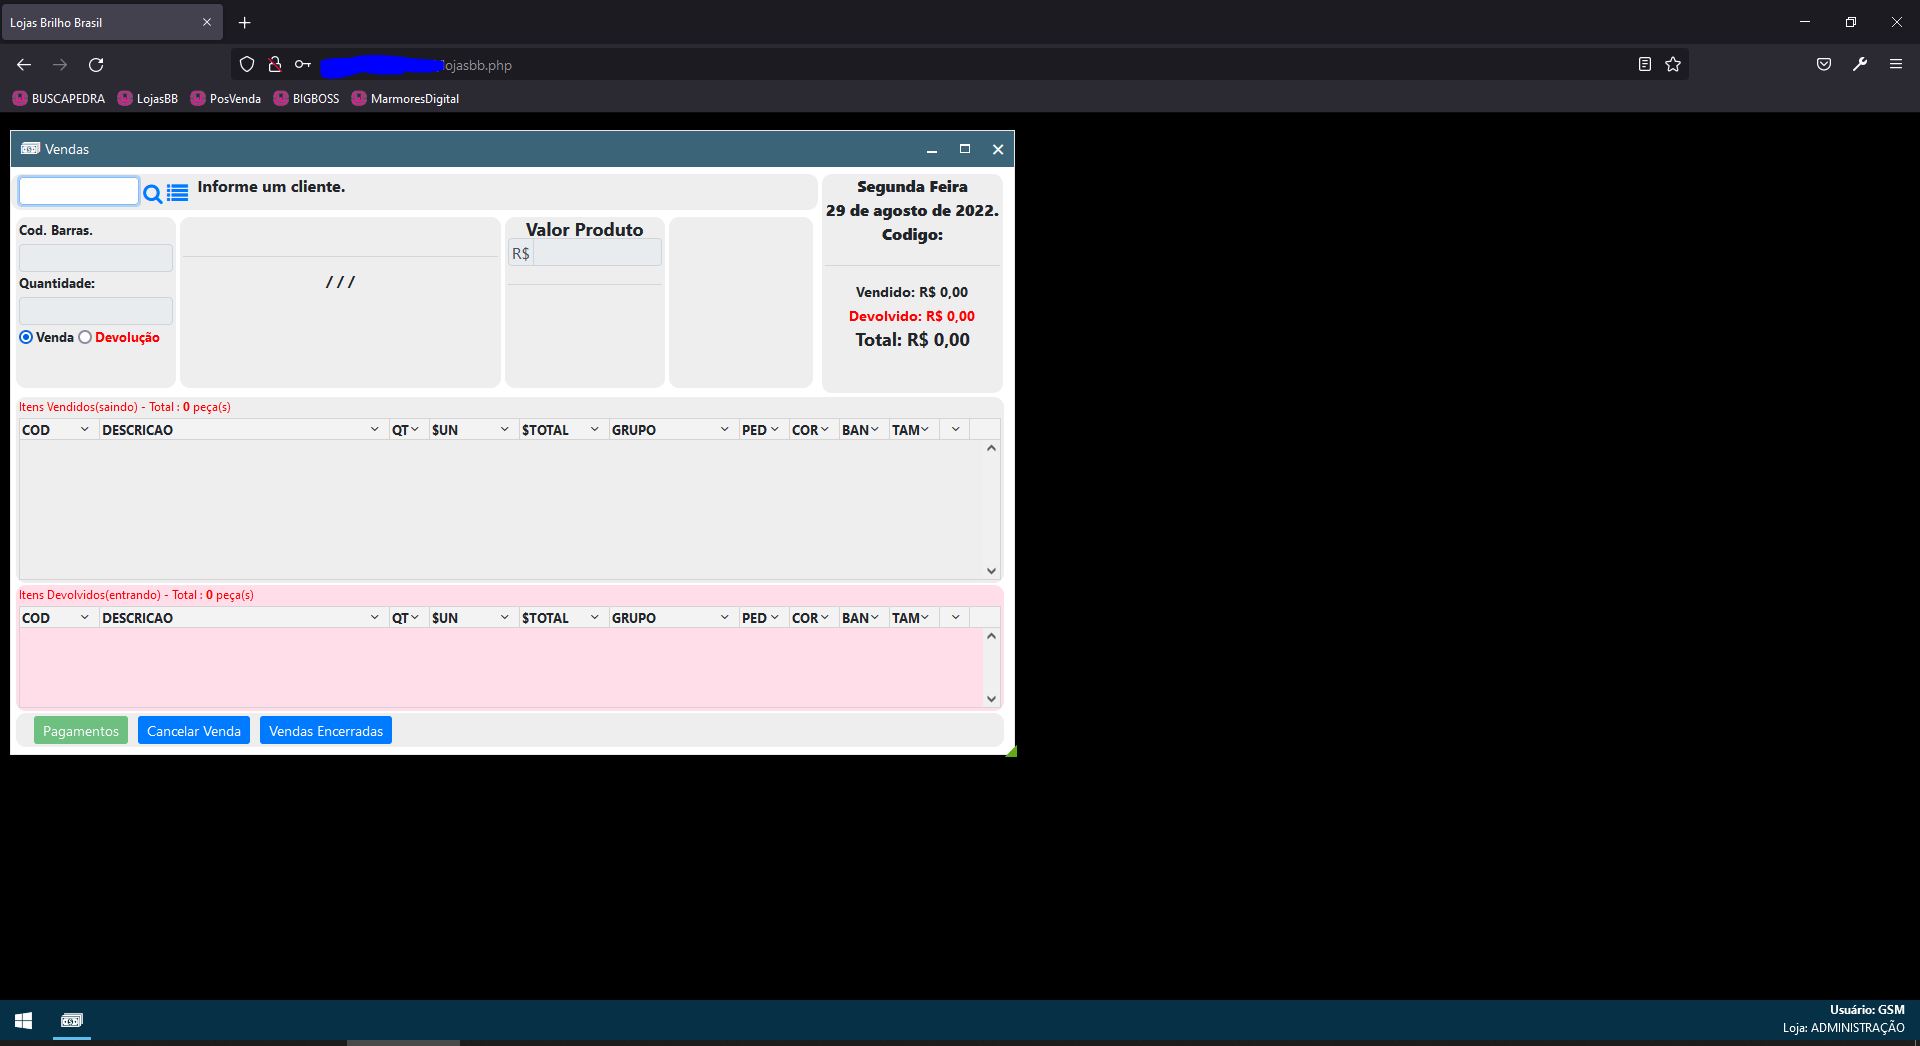 Lojas Brilho Brasil
lojasbb.php
BUSCAPEDRA LojasBB PosVenda BIGBOSS MarmoresDigital
Vendas
Informe um cliente.
Segunda Feira
29 de agosto de 2022.
Codigo:
Cod. Barras.
Quantidade:
Venda Devolução
/ / /
Valor Produto
R$
Vendido: R$ 0,00
Devolvido: R$ 0,00
Total: R$ 0,00
Itens Vendidos(saindo) - Total : 0 peça(s)
COD DESCRICAO QT $UN $TOTAL GRUPO PED COR BAN TAM
Itens Devolvidos(entrando) - Total : 0 peça(s)
COD DESCRICAO QT $UN $TOTAL GRUPO PED COR BAN TAM
Pagamentos Cancelar Venda Vendas Encerradas
Usuário: GSM
Loja: ADMINISTRAÇÃO